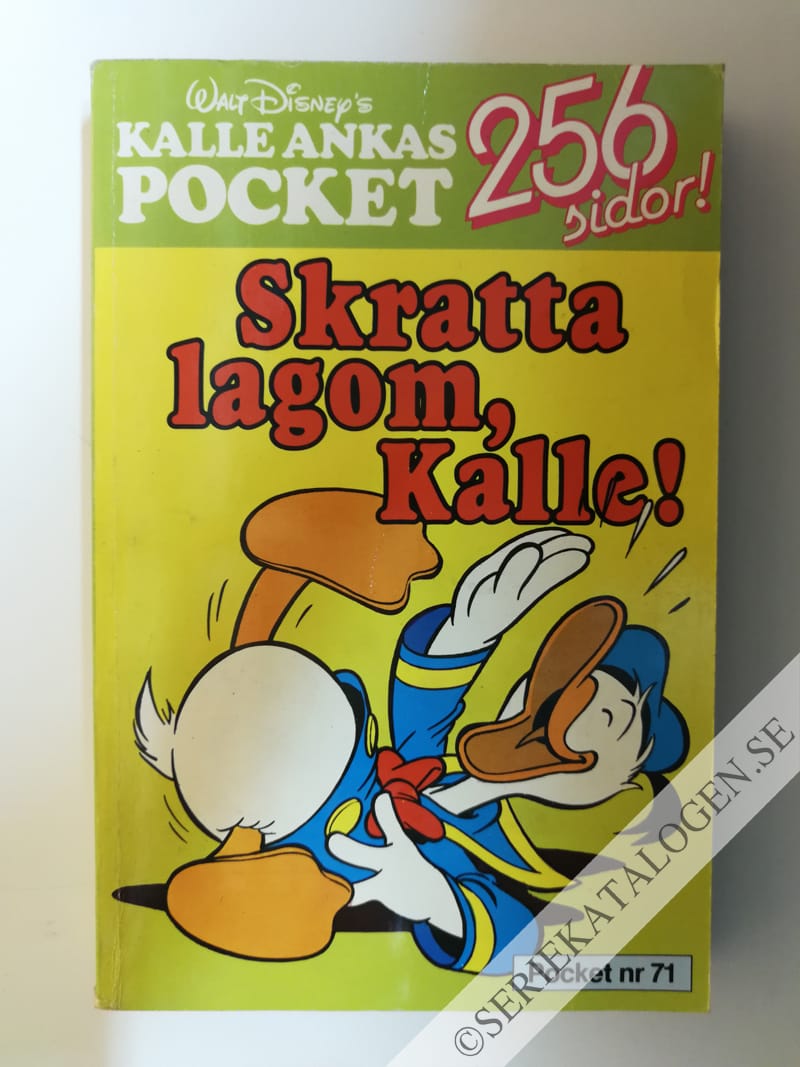 Walt Disney's
KALLE ANKAS
POCKET
256
sidor!
Skratta
lagom,
Kalle!
Pocket nr 71
©SERIEKATALOGEN.SE